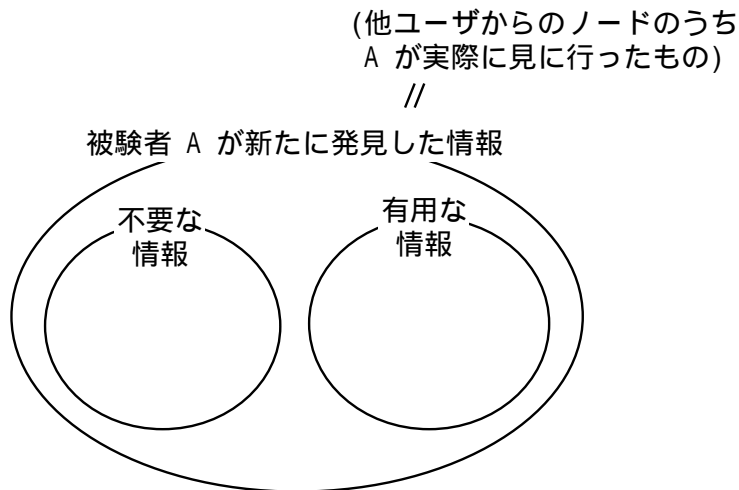 (他ユーザからのノードのうち
A が実際に見に行ったもの)
//
被験者 A が新たに発見した情報
不要な
情報
有用な
情報